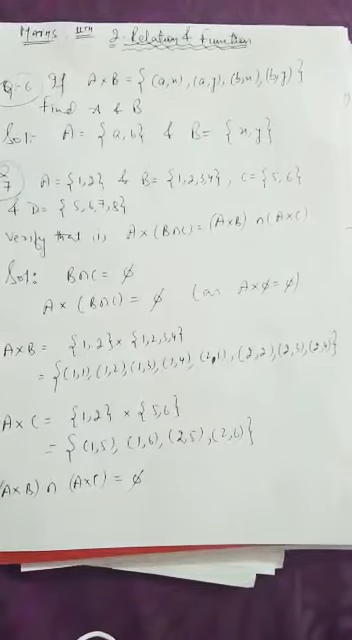 Maths 11th 2. Relation & Function
Q-6 If A×B = {(a,x), (a,y), (b,x), (b,y)}
find A & B
Sol:- A = {a,b} & B = {x,y}
Q 7 A = {1,2} & B = {1,2,3,4}, C = {5,6}
& D = {5,6,7,8}
verify that i) A×(B∩C) = (A×B) ∩ (A×C)
Sol: B∩C = ∅
A×(B∩C) = ∅ (as A×∅ = ∅)
A×B = {1,2} × {1,2,3,4}
= {(1,1), (1,2), (1,3), (1,4), (2,1), (2,2), (2,3), (2,4)}
A×C = {1,2} × {5,6}
= {(1,5), (1,6), (2,5), (2,6)}
(A×B) ∩ (A×C) = ∅